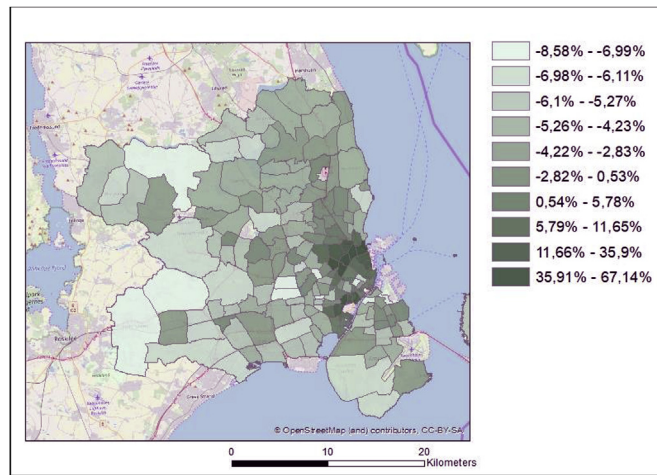 -8,58% - -6,99%
-6,98% - -6,11%
-6,1% - -5,27%
-5,26% - -4,23%
-4,22% - -2,83%
-2,82% - 0,53%
0,54% - 5,78%
5,79% - 11,65%
11,66% - 35,9%
35,91% - 67,14%
Roskilde
© OpenStreetMap (and) contributors, CC-BY-SA
0 10 20
Kilometers